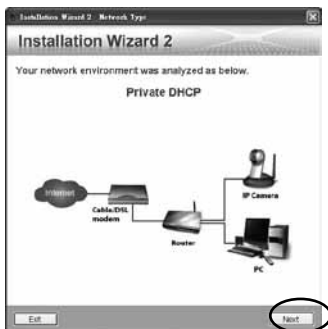 Installation Wizard 2 - Network Type
Installation Wizard 2
Your network environment was analyzed as below.
Private DHCP
Internet
Cable/DSL
modem
Router
IP Camera
PC
Exit
Next